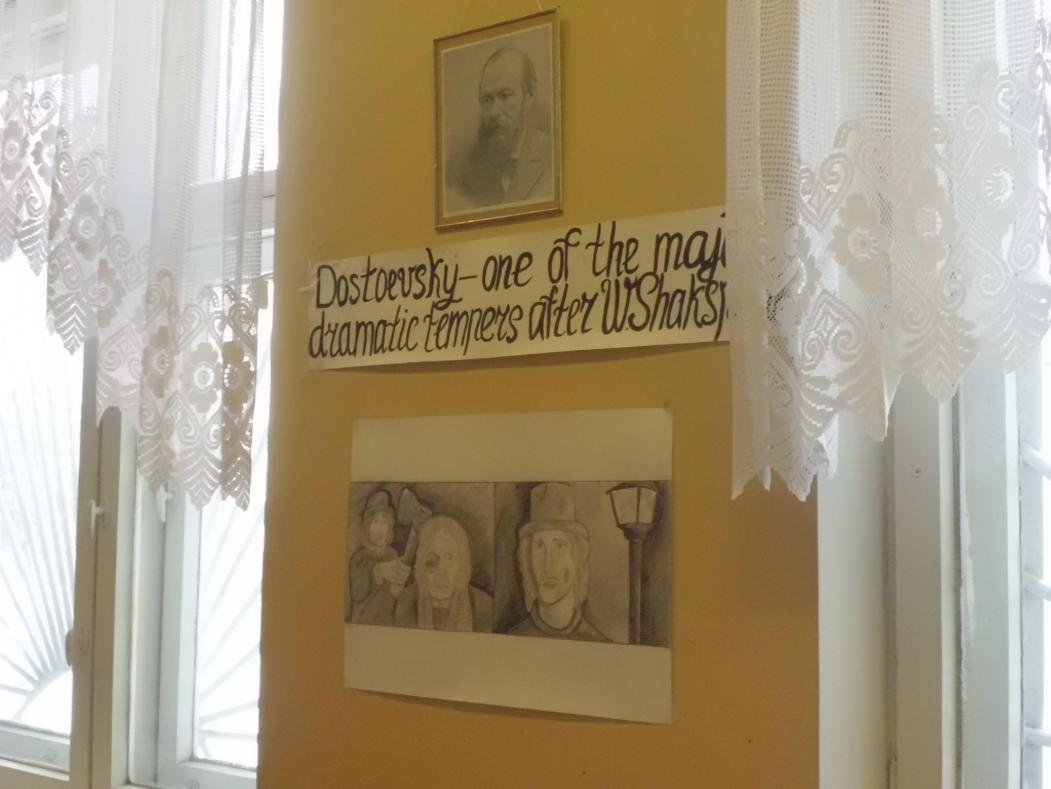 Dostoevsky-one of the maj
dramatic tempers after W.Shaksp